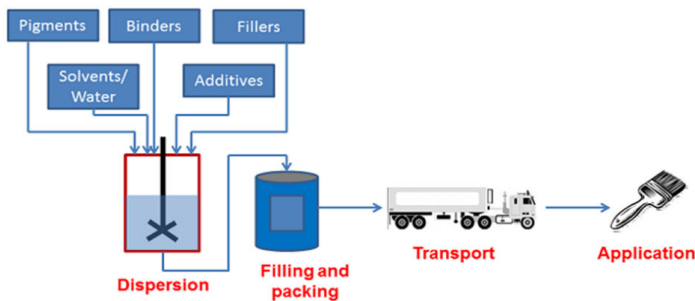 Pigments
Binders
Fillers
Solvents/
Water
Additives
Dispersion
Filling and
packing
Transport
Application